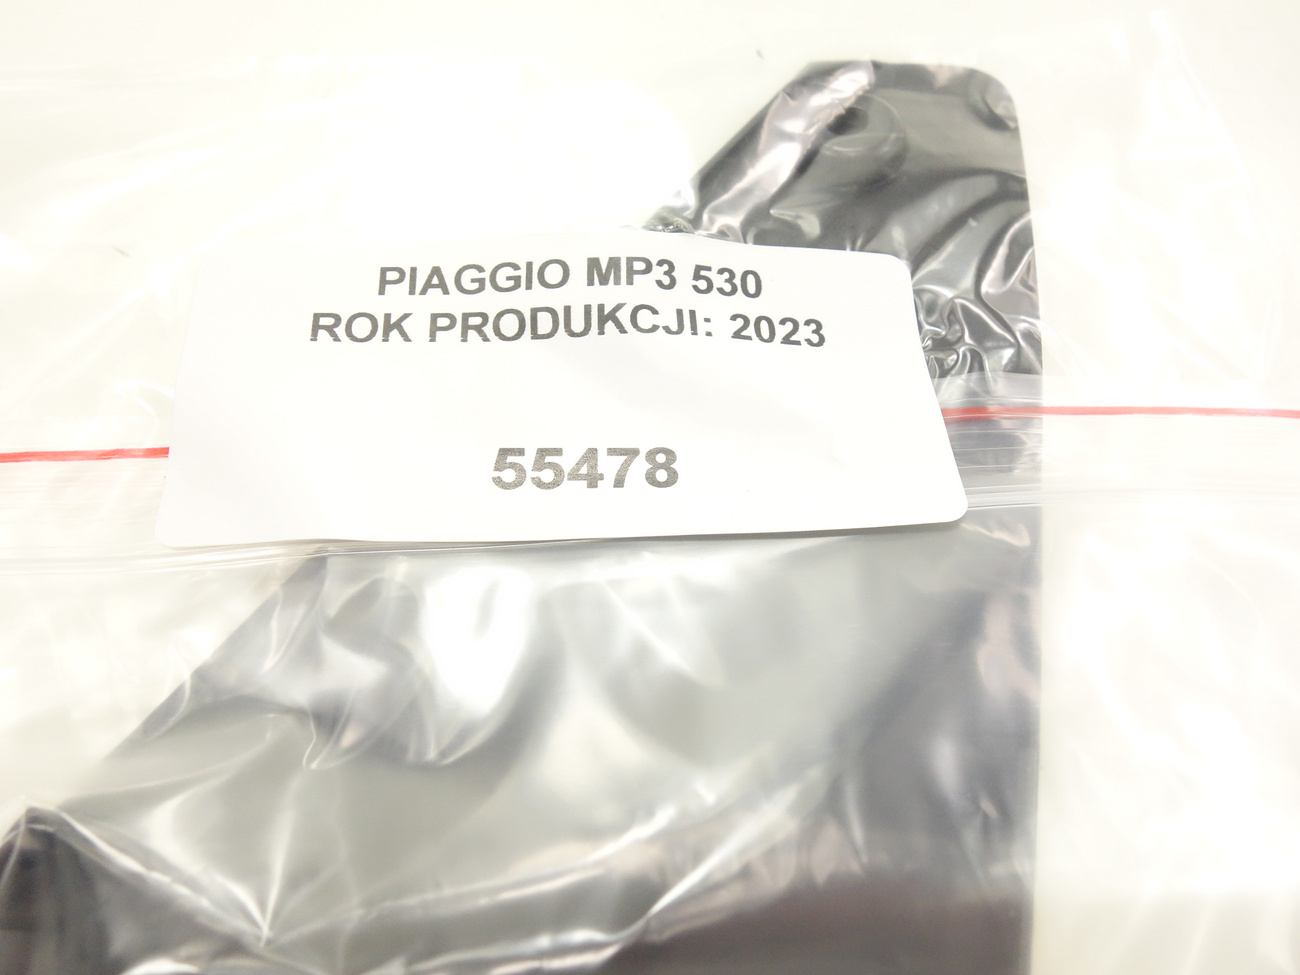 PIAGGIO MP3 530
ROK PRODUKCJI: 2023
55478